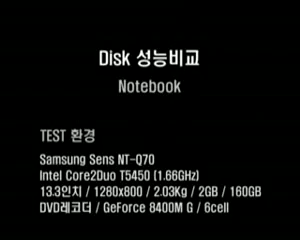 Disk 성능비교
Notebook
TEST 환경
Samsung Sens NT-Q70
Intel Core2Duo T5450 (1.66GHz)
13.3인치 / 1280x800 / 2.03Kg / 2GB / 160GB
DVD레코더 / GeForce 8400M G / 6cell